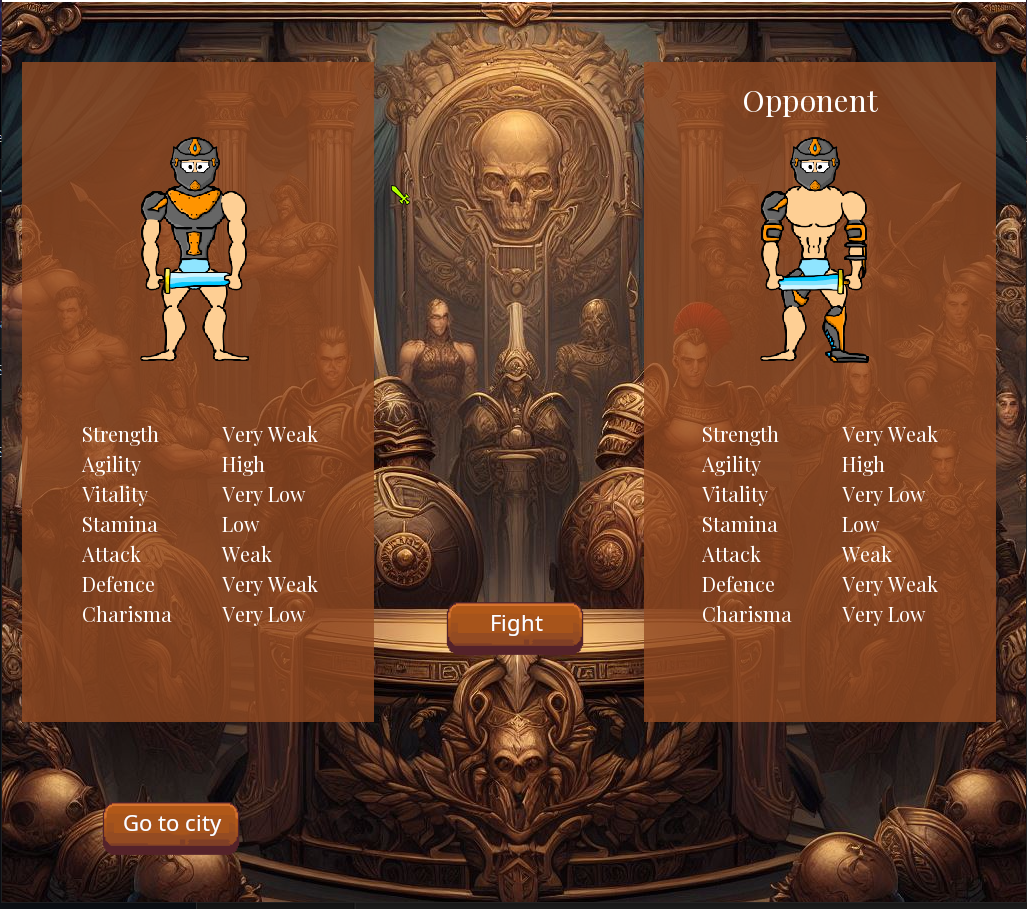 Opponent
Strength Very Weak
Agility High
Vitality Very Low
Stamina Low
Attack Weak
Defence Very Weak
Charisma Very Low
Strength Very Weak
Agility High
Vitality Very Low
Stamina Low
Attack Weak
Defence Very Weak
Charisma Very Low
Fight
Go to city